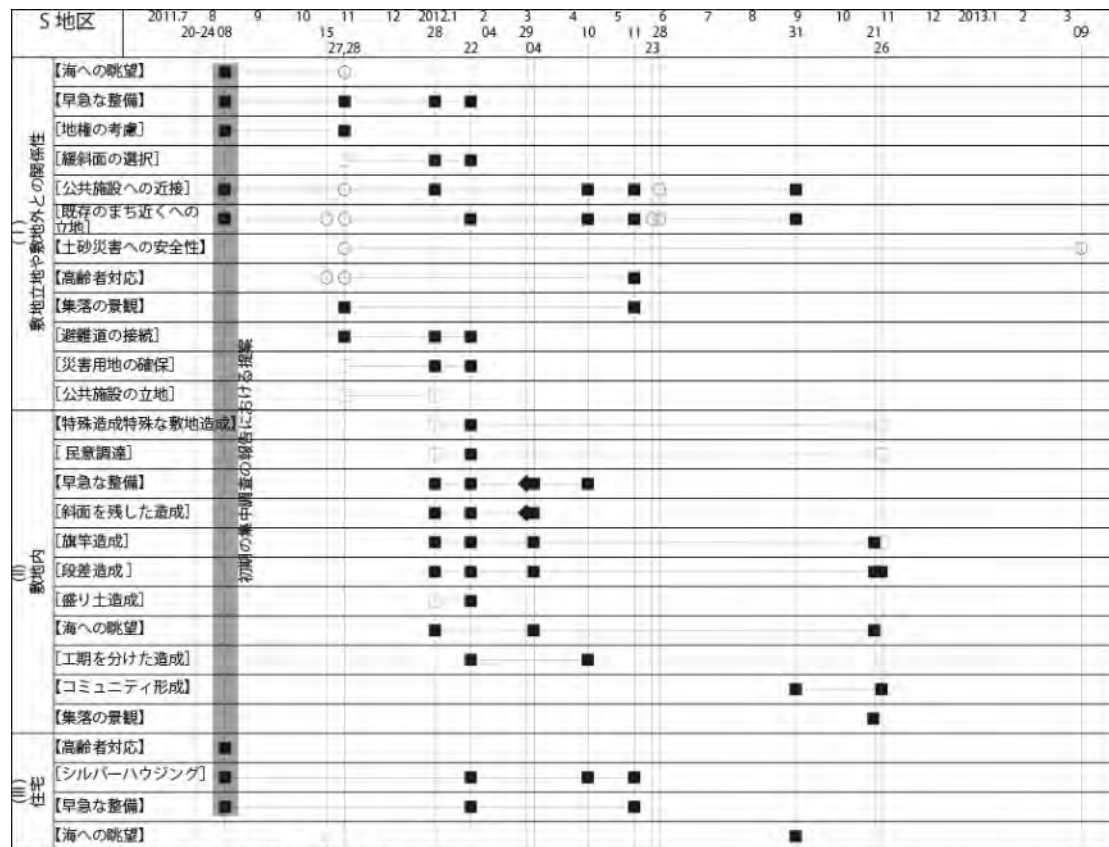 S 地区
2011.7 8 9 10 11 12 2012.1 2 3 4 5 6 7 8 9 10 11 12 2013.1 2 3
20-24 08 15 28 04 29 10 11 28 31 21 09
27,28 22 04 23 26
(I)
敷地立地や敷地外との関係性
【海への眺望】
【早急な整備】
[地権の考慮]
[緩斜面の選択]
[公共施設への近接]
[既存のまち近くへの
立地]
【土砂災害への安全性】
【高齢者対応】
【集落の景観】
[避難道の接続]
[災害用地の確保]
[公共施設の立地]
初期の集中調査の報告における提案
(II)
敷地内
【特殊造成特殊な敷地造成】
[ 民意調達]
【早急な整備】
[斜面を残した造成]
[旗竿造成]
[段差造成 ]
[盛り土造成]
【海への眺望】
[工期を分けた造成]
【コミュニティ形成】
【集落の景観】
(III)
住宅
【高齢者対応】
[シルバーハウジング]
【早急な整備】
【海への眺望】